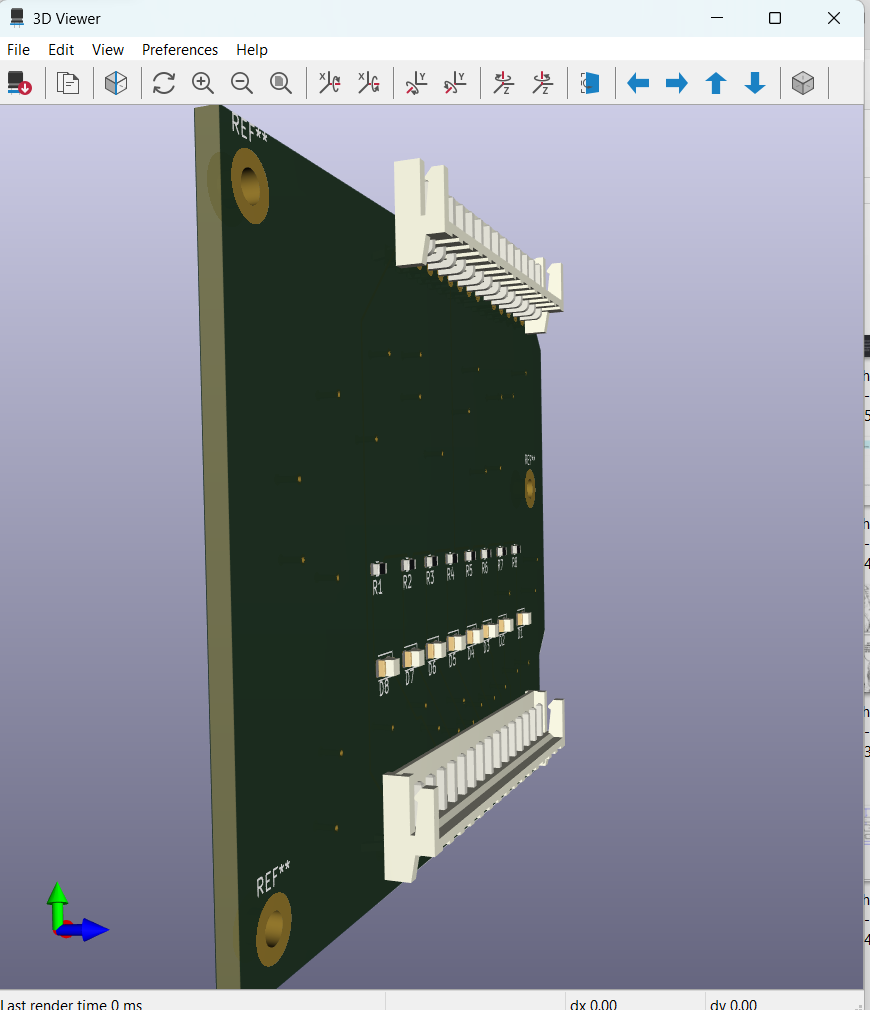 3D Viewer
File Edit View Preferences Help
X X Y Y Z Z
REF**
REF**
R1 R2 R3 R4 R5 R6 R7 R8
D8 D7 D6 D5 D4 D3 D2 D1
REF**
Last render time 0 ms dx 0.00 dy 0.00